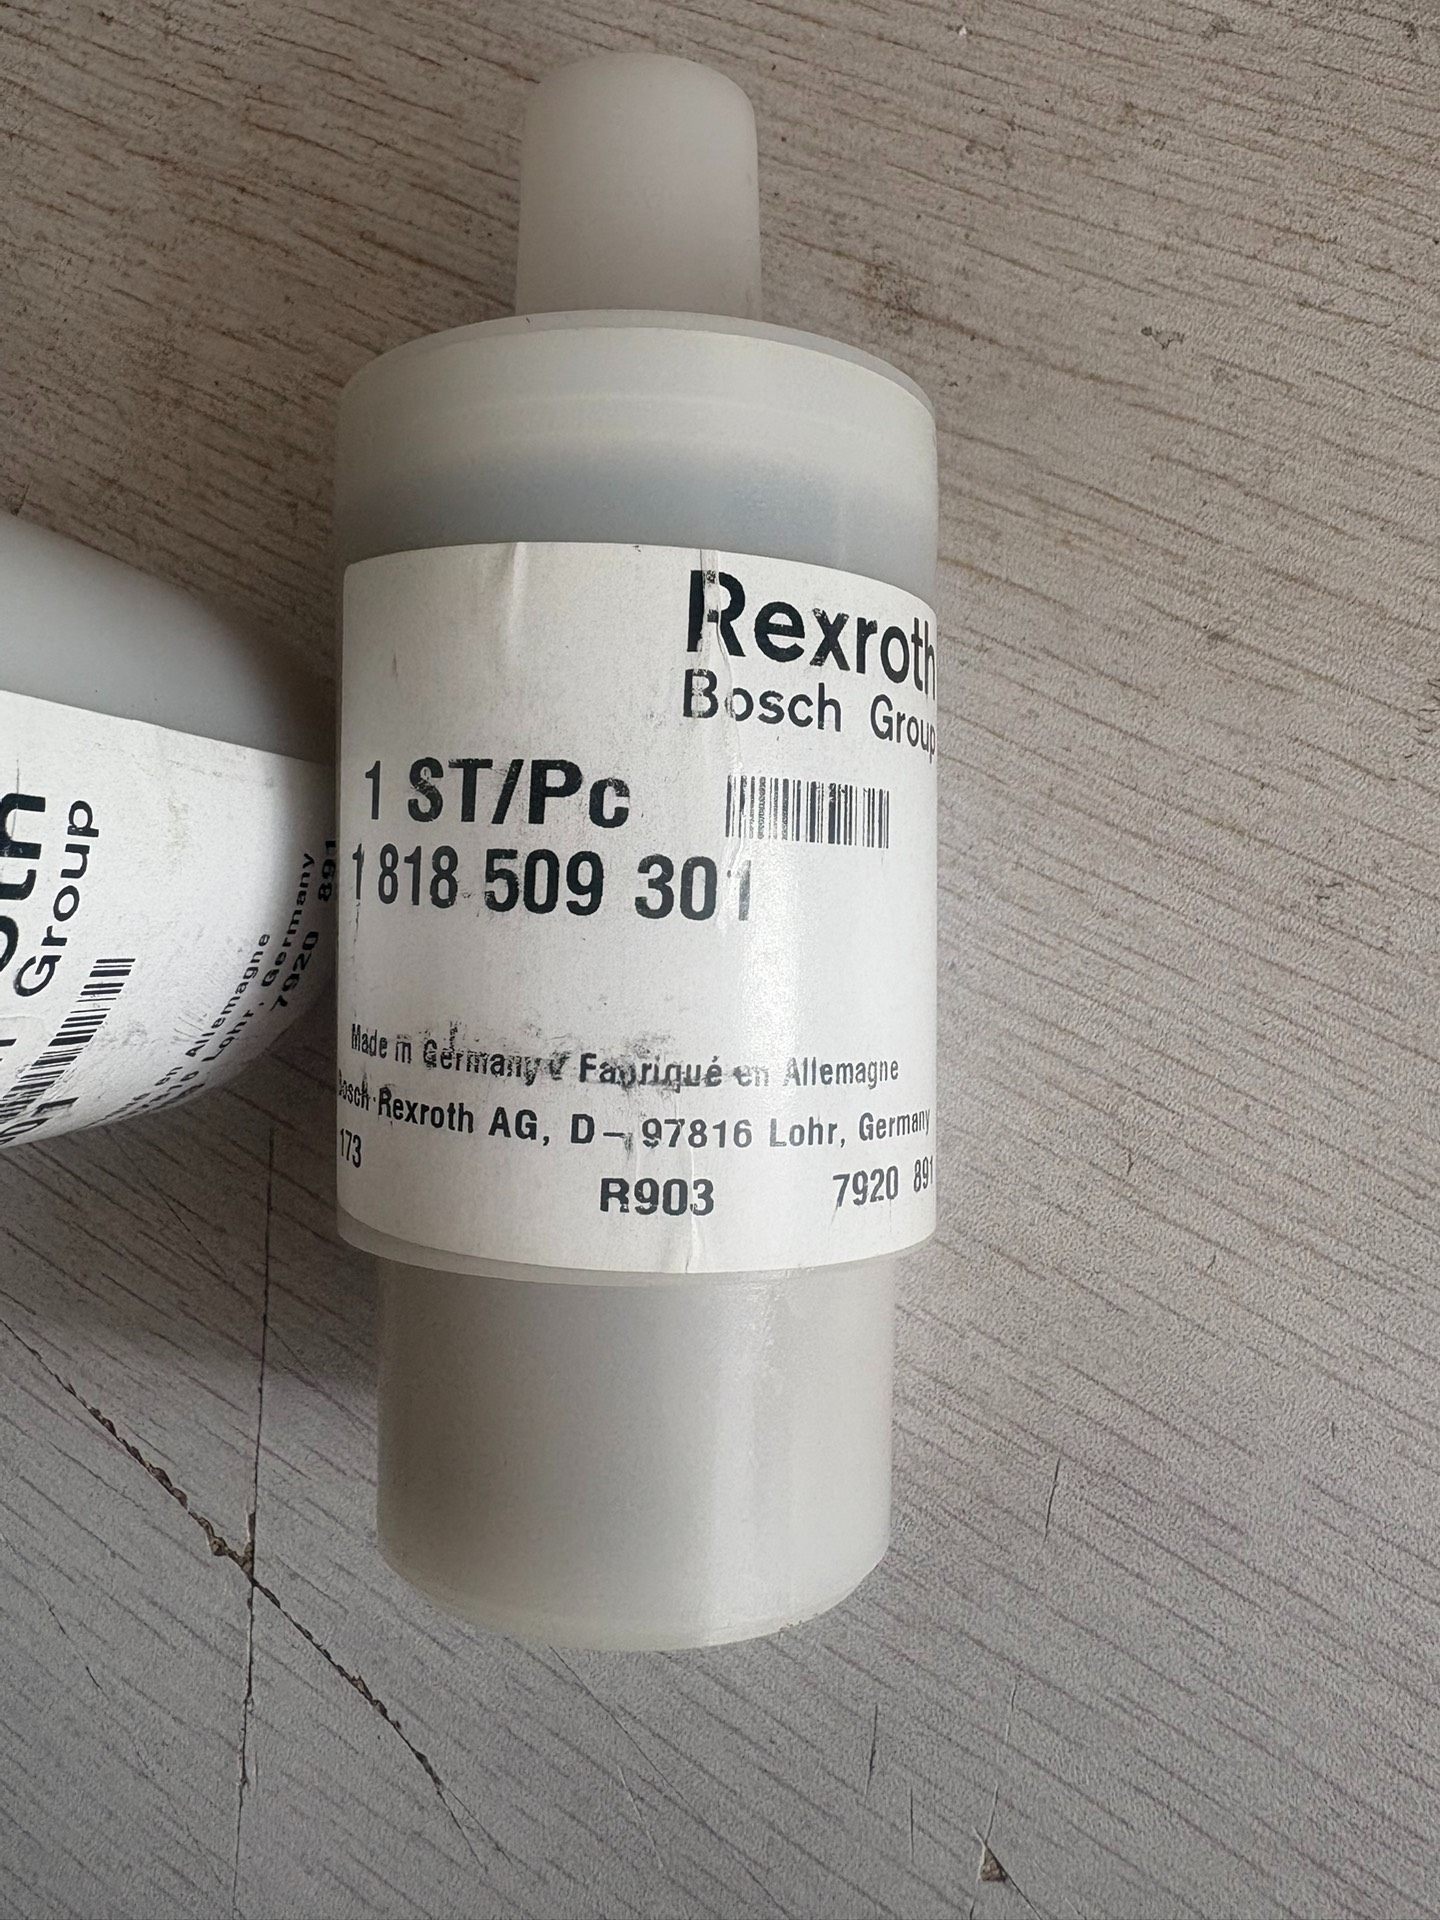 Rexroth
Bosch Group
1 ST/Pc
1 818 509 301
Made in Germany / Fabriqué en Allemagne
Bosch Rexroth AG, D- 97816 Lohr, Germany
173
R903
7920 891
Group
en Allemagne
Lohr, Germany
7920 891